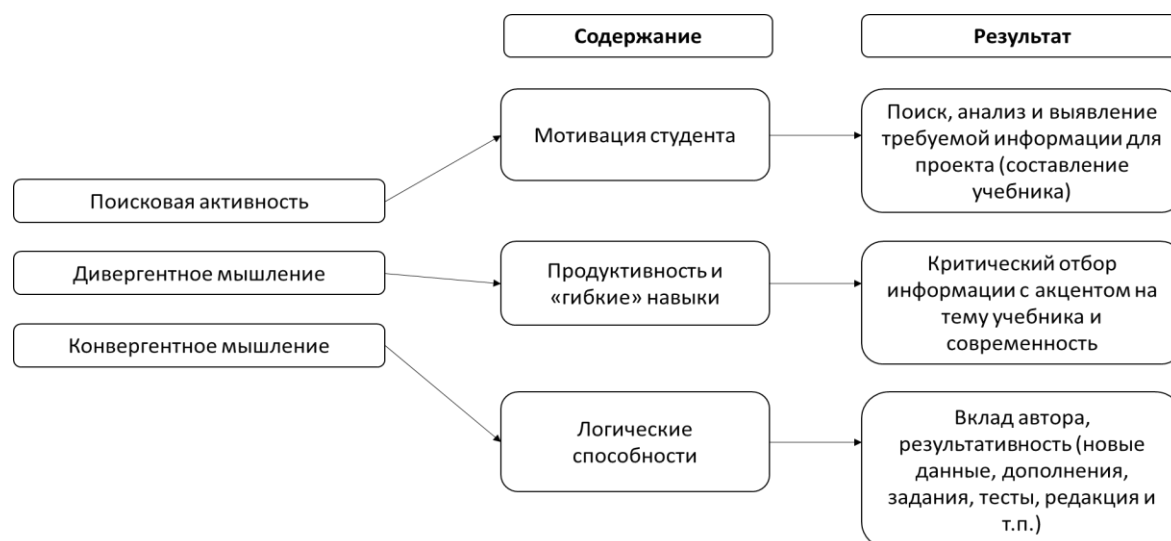 Содержание
Результат
Поисковая активность
Дивергентное мышление
Конвергентное мышление
Мотивация студента
Продуктивность и
«гибкие» навыки
Логические
способности
Поиск, анализ и выявление
требуемой информации для
проекта (составление
учебника)
Критический отбор
информации с акцентом на
тему учебника и
современность
Вклад автора,
результативность (новые
данные, дополнения,
задания, тесты, редакция и
т.п.)